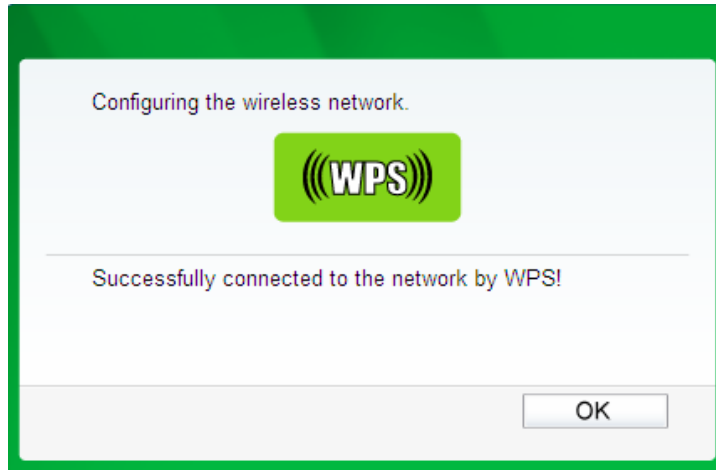 Configuring the wireless network.
WPS
Successfully connected to the network by WPS!
OK